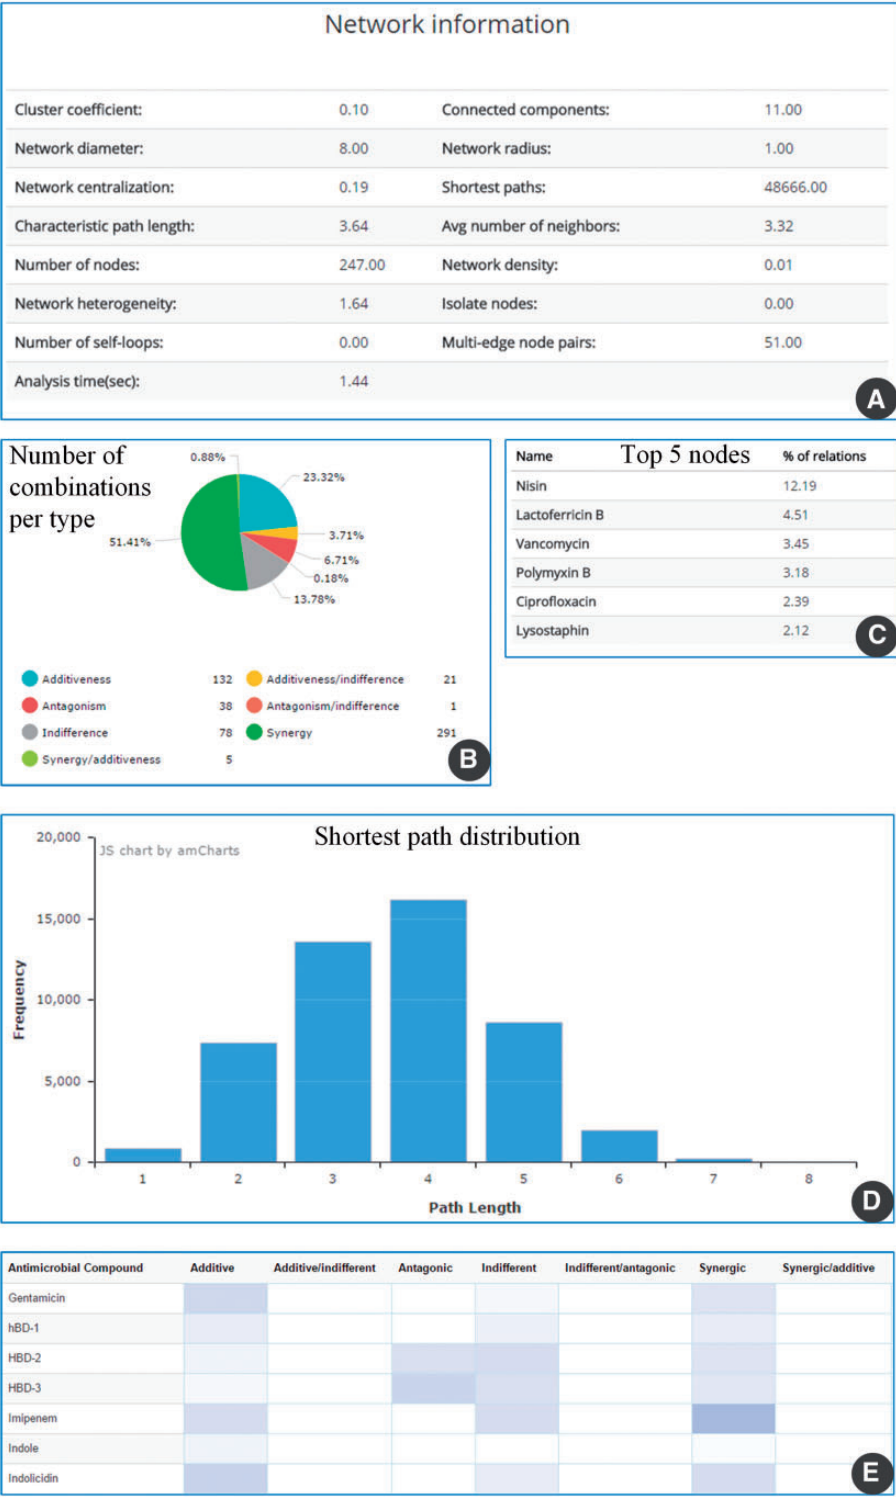 Network information
Cluster coefficient: 0.10 Connected components: 11.00
Network diameter: 8.00 Network radius: 1.00
Network centralization: 0.19 Shortest paths: 48666.00
Characteristic path length: 3.64 Avg number of neighbors: 3.32
Number of nodes: 247.00 Network density: 0.01
Network heterogeneity: 1.64 Isolate nodes: 0.00
Number of self-loops: 0.00 Multi-edge node pairs: 51.00
Analysis time(sec): 1.44
A
Number of
combinations
per type
0.88%
23.32%
3.71%
6.71%
0.18%
13.78%
51.41%
Additiveness 132 Additiveness/indifference 21
Antagonism 38 Antagonism/indifference 1
Indifference 78 Synergy 291
Synergy/additiveness 5
B
Name Top 5 nodes % of relations
Nisin 12.19
Lactoferricin B 4.51
Vancomycin 3.45
Polymyxin B 3.18
Ciprofloxacin 2.39
Lysostaphin 2.12
C
Shortest path distribution
JS chart by amCharts
20,000
15,000
10,000
5,000
0
Frequency
1 2 3 4 5 6 7 8
Path Length
D
Antimicrobial Compound Additive Additive/indifferent Antagonic Indifferent Indifferent/antagonic Synergic Synergic/additive
Gentamicin
hBD-1
HBD-2
HBD-3
Imipenem
Indole
Indolicidin
E